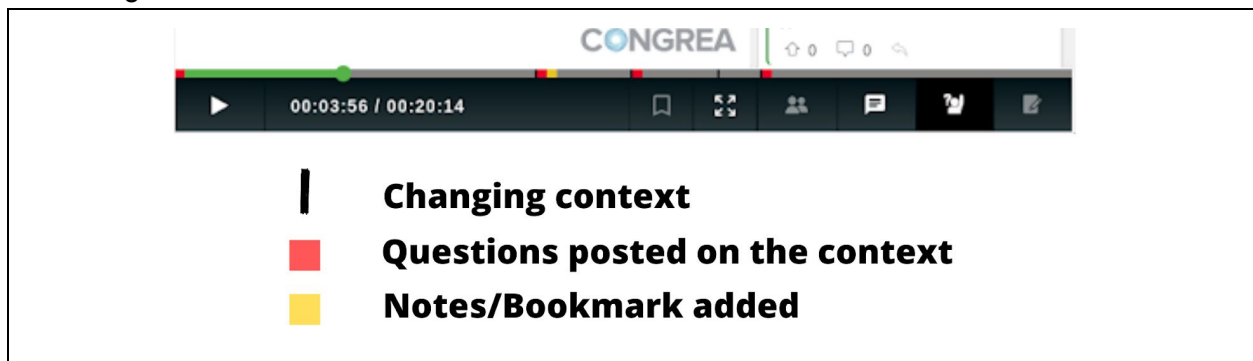 CONGREA
0 0
00:03:56 / 00:20:14
Changing context
Questions posted on the context
Notes/Bookmark added